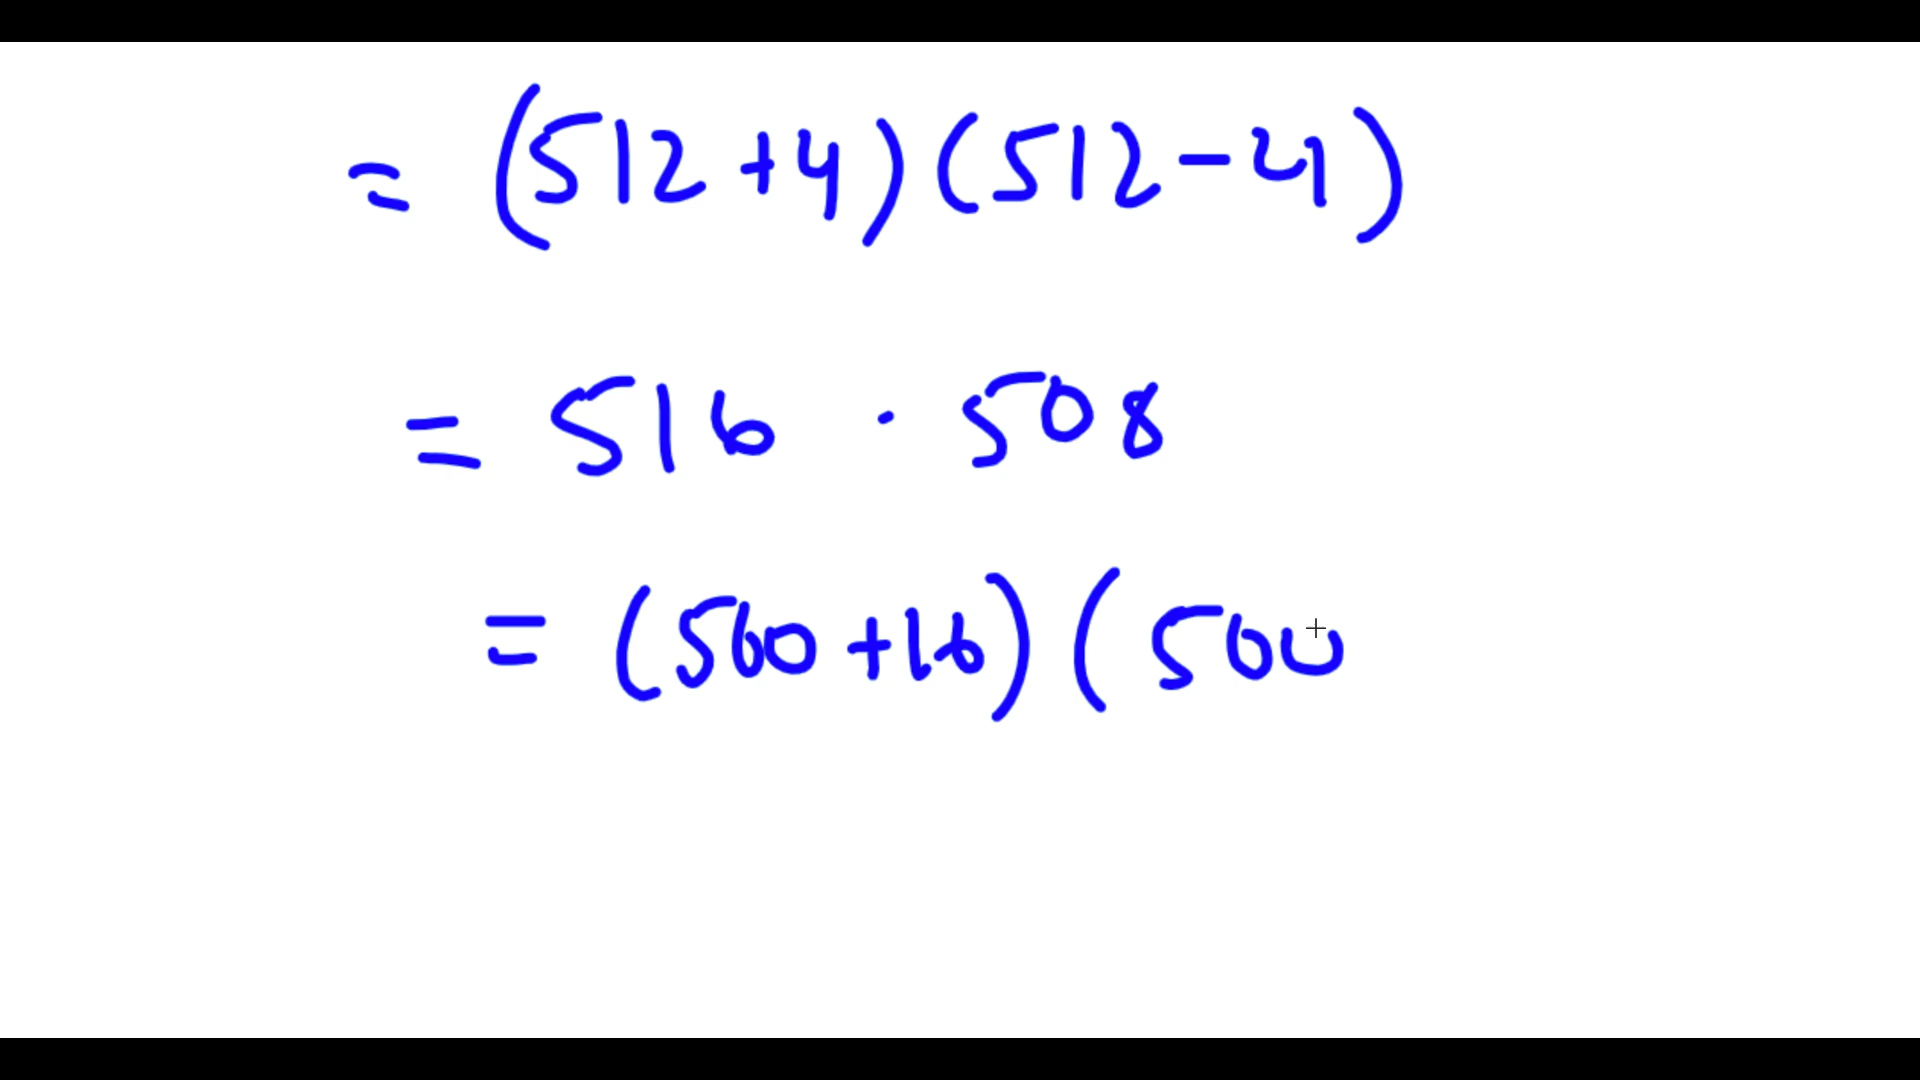 = (512+4)(512-4)
= 516 · 508
= (500+16)(500